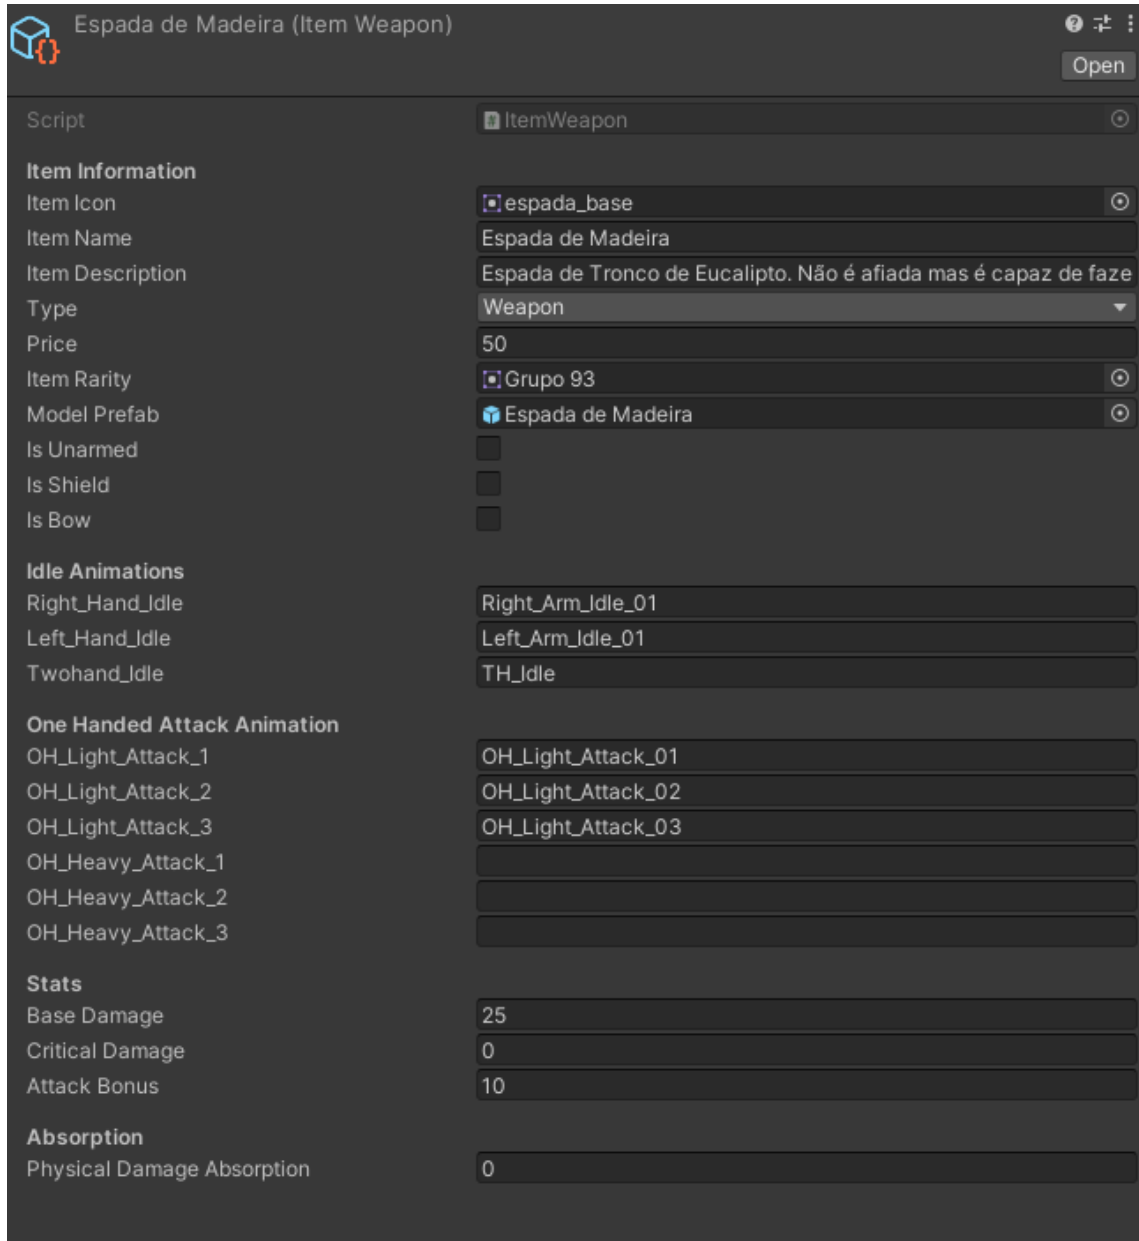 Espada de Madeira (Item Weapon)
Open
Script ItemWeapon
Item Information
Item Icon espada_base
Item Name Espada de Madeira
Item Description Espada de Tronco de Eucalipto. Não é afiada mas é capaz de faze
Type Weapon
Price 50
Item Rarity Grupo 93
Model Prefab Espada de Madeira
Is Unarmed
Is Shield
Is Bow
Idle Animations
Right_Hand_Idle Right_Arm_Idle_01
Left_Hand_Idle Left_Arm_Idle_01
Twohand_Idle TH_Idle
One Handed Attack Animation
OH_Light_Attack_1 OH_Light_Attack_01
OH_Light_Attack_2 OH_Light_Attack_02
OH_Light_Attack_3 OH_Light_Attack_03
OH_Heavy_Attack_1
OH_Heavy_Attack_2
OH_Heavy_Attack_3
Stats
Base Damage 25
Critical Damage 0
Attack Bonus 10
Absorption
Physical Damage Absorption 0